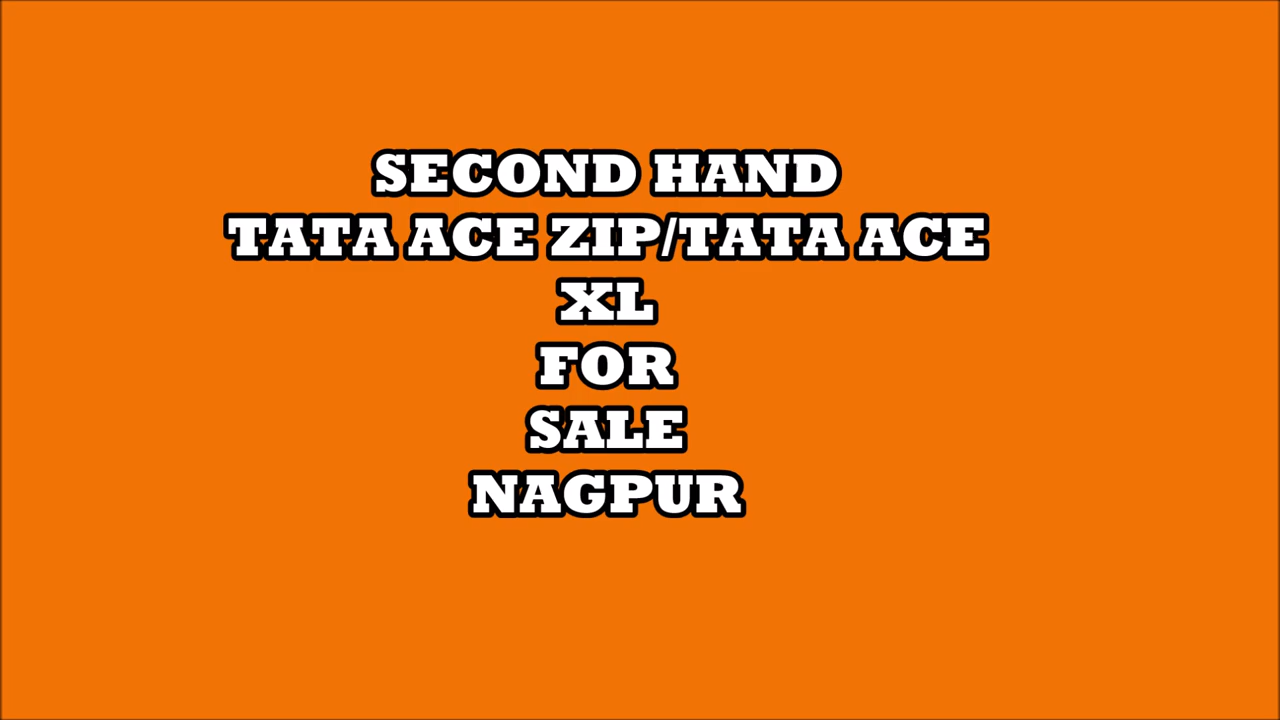 SECOND HAND
TATA ACE ZIP/TATA ACE
XL
FOR
SALE
NAGPUR